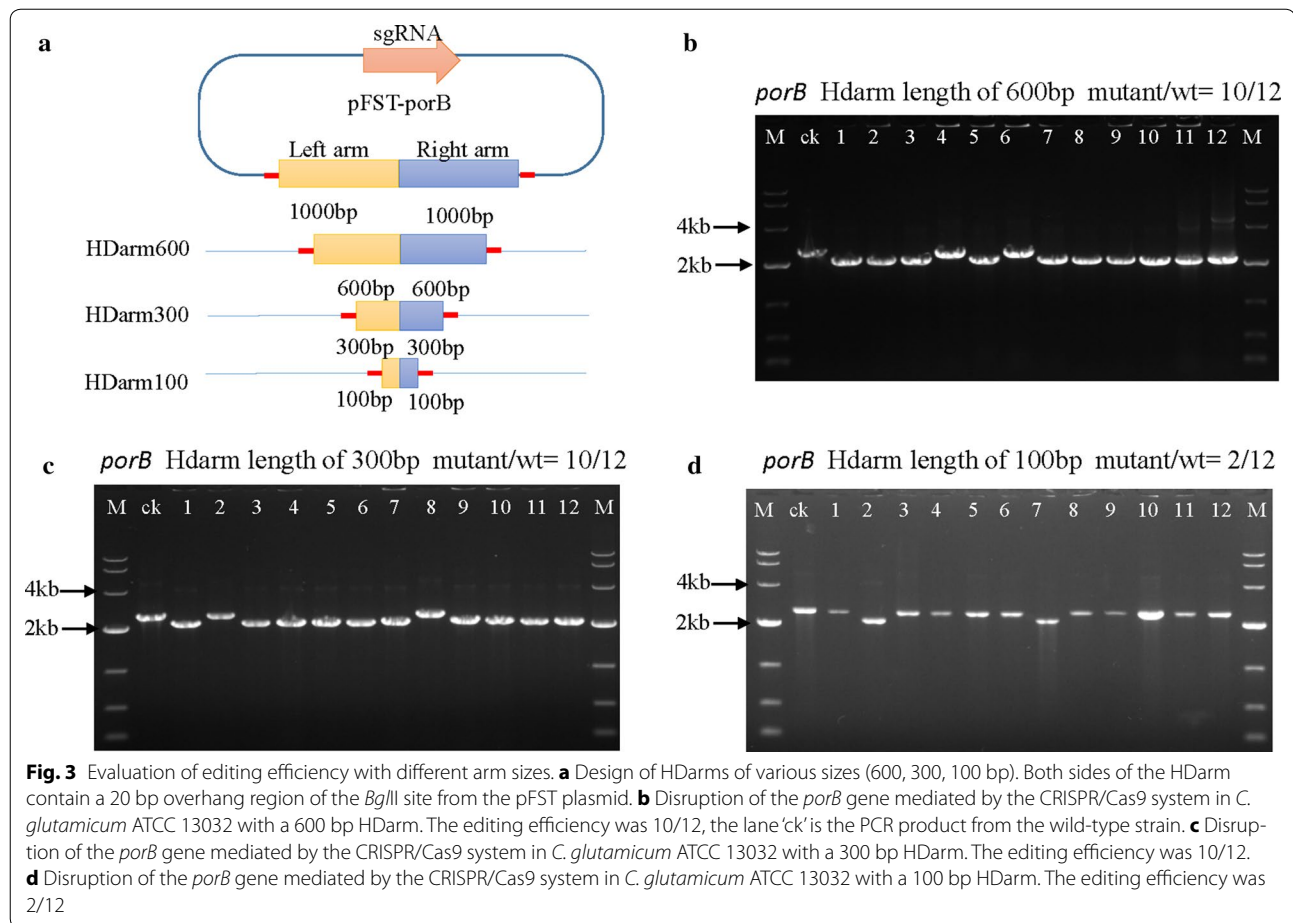 a
sgRNA
pFST-porB
Left arm Right arm
1000bp 1000bp
HDarm600
600bp 600bp
HDarm300
300bp 300bp
HDarm100
100bp 100bp
b
porB Hdarm length of 600bp mutant/wt= 10/12
M ck 1 2 3 4 5 6 7 8 9 10 11 12 M
4kb
2kb
c
porB Hdarm length of 300bp mutant/wt= 10/12
M ck 1 2 3 4 5 6 7 8 9 10 11 12 M
4kb
2kb
d
porB Hdarm length of 100bp mutant/wt= 2/12
M ck 1 2 3 4 5 6 7 8 9 10 11 12 M
4kb
2kb
Fig. 3 Evaluation of editing efficiency with different arm sizes. a Design of HDarms of various sizes (600, 300, 100 bp). Both sides of the HDarm
contain a 20 bp overhang region of the BglII site from the pFST plasmid. b Disruption of the porB gene mediated by the CRISPR/Cas9 system in C.
glutamicum ATCC 13032 with a 600 bp HDarm. The editing efficiency was 10/12, the lane 'ck' is the PCR product from the wild-type strain. c Disrup-
tion of the porB gene mediated by the CRISPR/Cas9 system in C. glutamicum ATCC 13032 with a 300 bp HDarm. The editing efficiency was 10/12.
d Disruption of the porB gene mediated by the CRISPR/Cas9 system in C. glutamicum ATCC 13032 with a 100 bp HDarm. The editing efficiency was
2/12